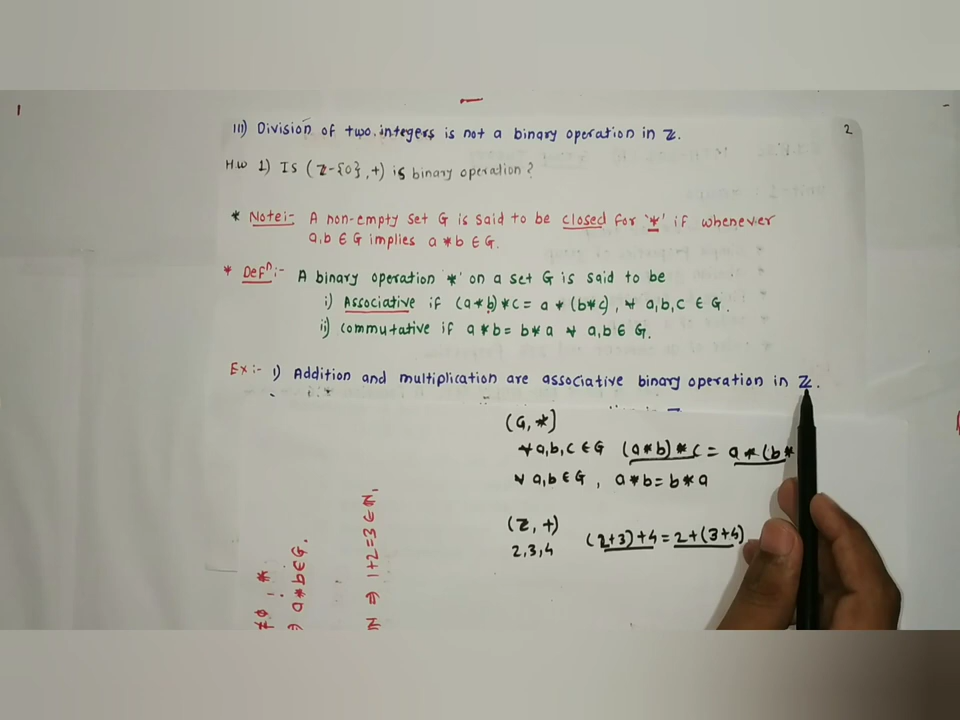 III) Division of two integers is not a binary operation in ℤ.
2
H.W 1) Is (ℤ-{0}, +) is binary operation?
* Note:- A non-empty set G is said to be closed for '*' if whenever
a,b ∈ G implies a * b ∈ G.
* Defⁿ:- A binary operation '*' on a set G is said to be
i) Associative if (a*b)*c = a*(b*c), ∀ a,b,c ∈ G.
ii) commutative if a*b = b*a ∀ a,b ∈ G.
Ex:- i) Addition and multiplication are associative binary operation in ℤ.
(G, *)
∀ a,b,c ∈ G (a*b)*c = a*(b*
∀ a,b ∈ G, a*b = b*a
(ℤ, +) (2+3)+4 = 2+(3+4)
2,3,4
≠ φ, *.
⇒ a*b ∈ G.
ℕ ⇒ 1+2=3 ∈ ℕ.